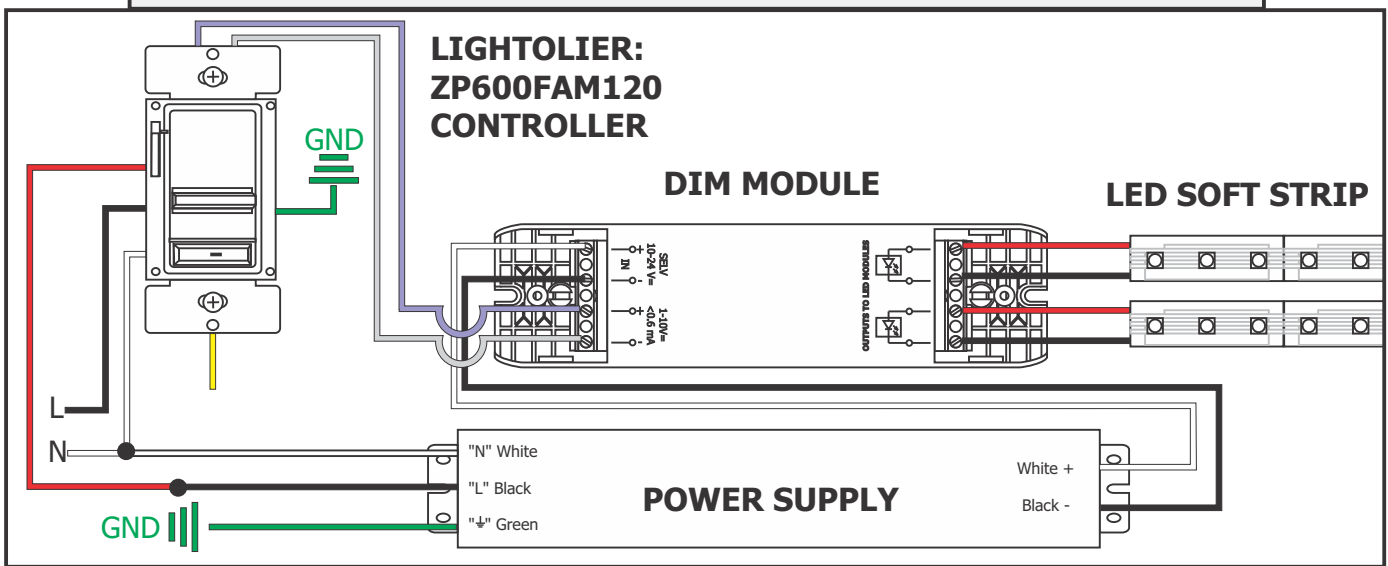 LIGHTOLIER:
ZP600FAM120
CONTROLLER
GND
DIM MODULE
LED SOFT STRIP
SELV
10-24 V=
IN
+
-
1-10V=
<0.6 mA
+
-
OUTPUTS TO LED MODULES
L
N
"N" White
"L" Black
"⏚" Green
POWER SUPPLY
White +
Black -
GND